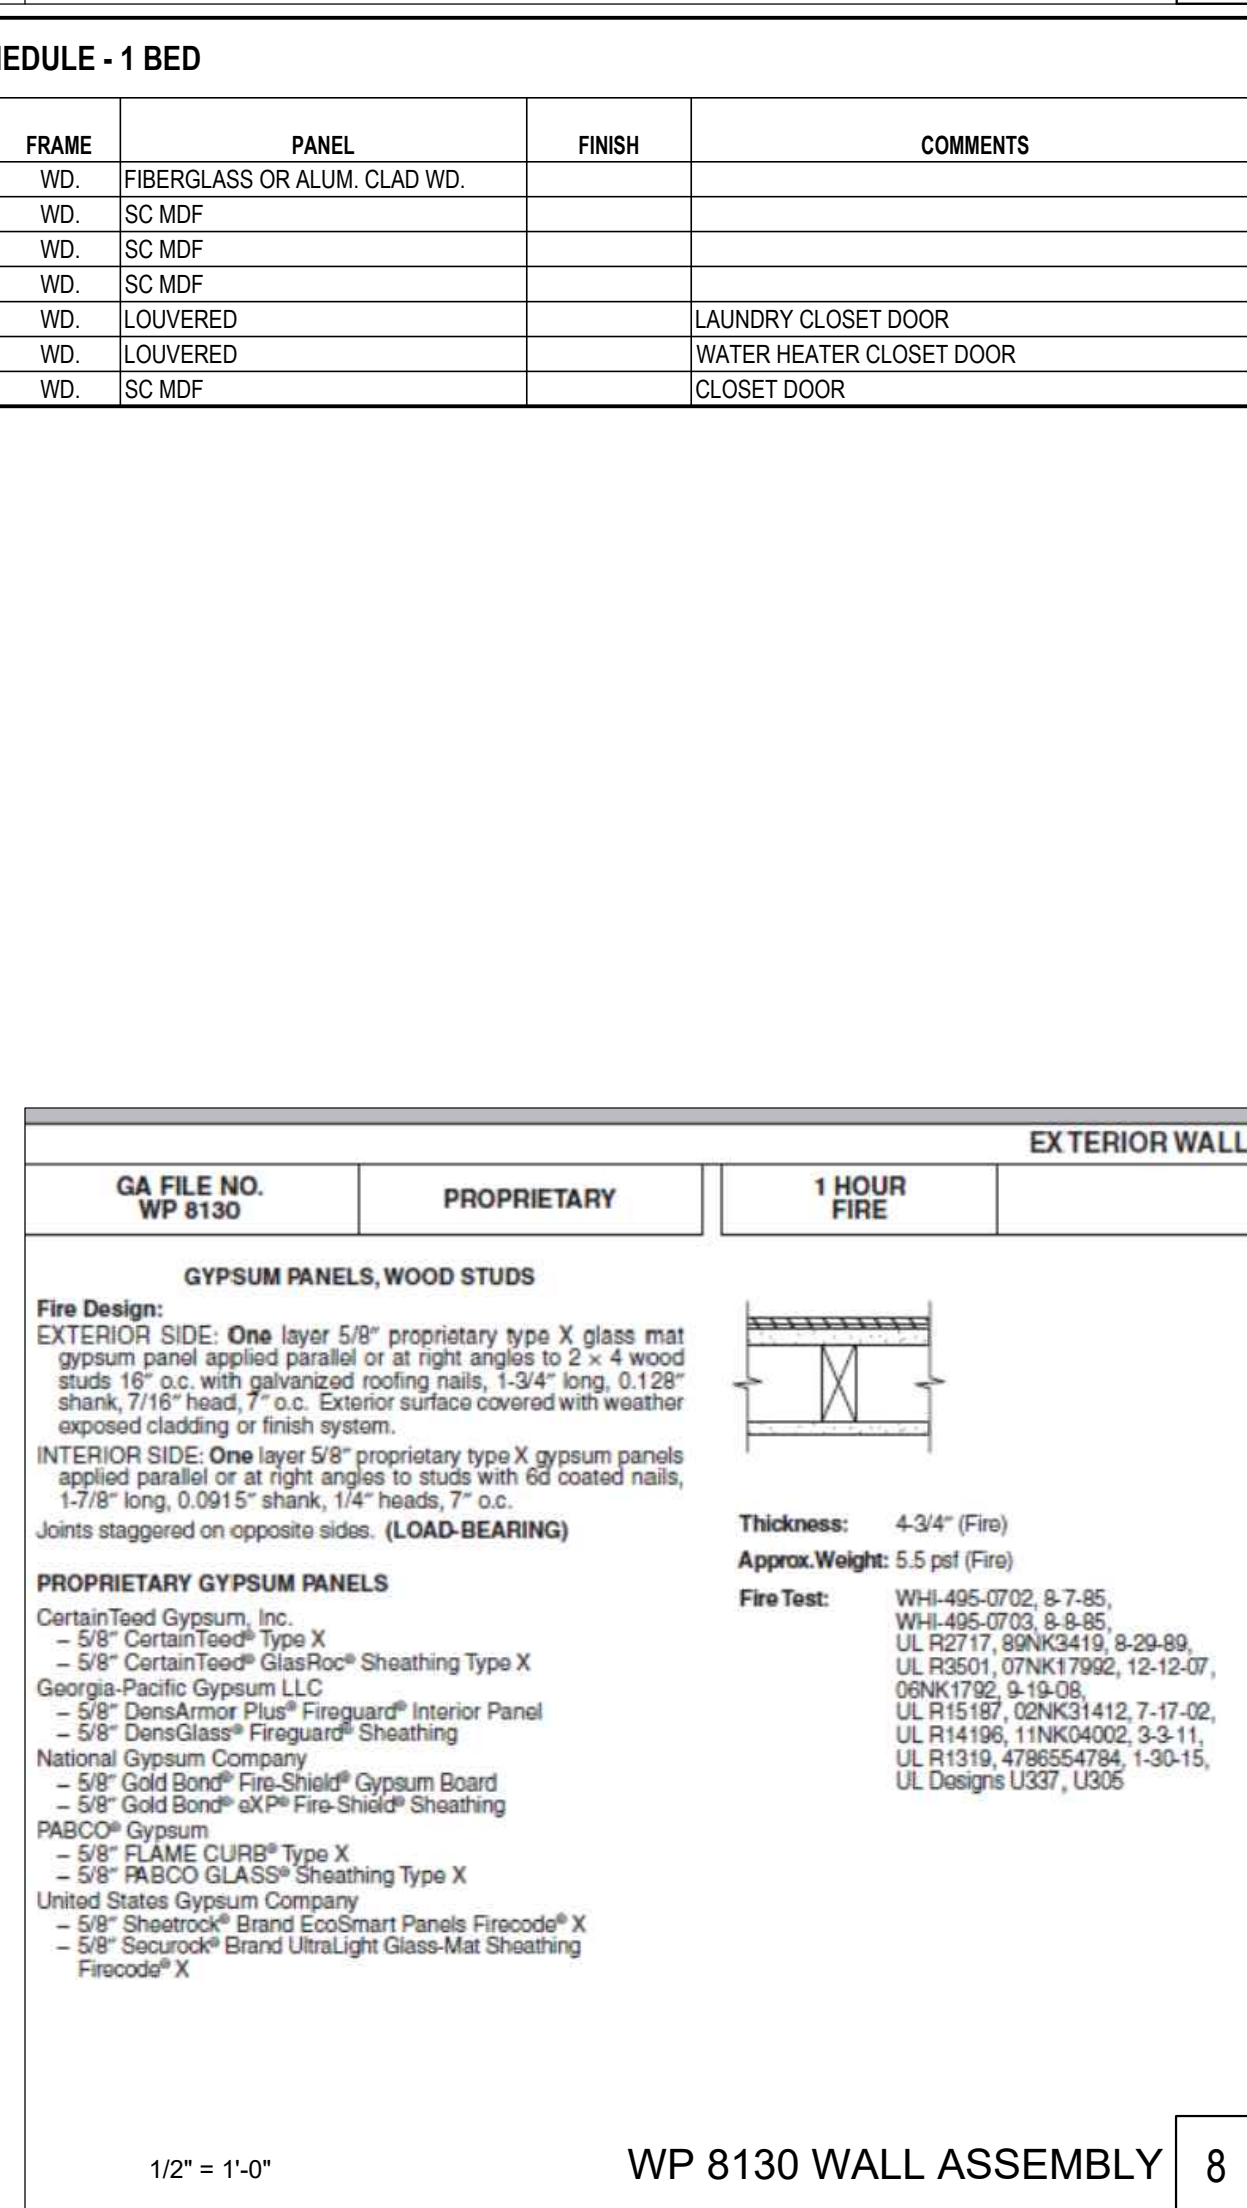 HEDULE - 1 BED
FRAME PANEL FINISH COMMENTS
WD. FIBERGLASS OR ALUM. CLAD WD.
WD. SC MDF
WD. SC MDF
WD. SC MDF
WD. LOUVERED LAUNDRY CLOSET DOOR
WD. LOUVERED WATER HEATER CLOSET DOOR
WD. SC MDF CLOSET DOOR
EXTERIOR WALL
GA FILE NO.
WP 8130
PROPRIETARY
1 HOUR
FIRE
GYPSUM PANELS, WOOD STUDS
Fire Design:
EXTERIOR SIDE: One layer 5/8″ proprietary type X glass mat
gypsum panel applied parallel or at right angles to 2 × 4 wood
studs 16″ o.c. with galvanized roofing nails, 1-3/4″ long, 0.128″
shank, 7/16″ head, 7″ o.c. Exterior surface covered with weather
exposed cladding or finish system.
INTERIOR SIDE: One layer 5/8″ proprietary type X gypsum panels
applied parallel or at right angles to studs with 6d coated nails,
1-7/8″ long, 0.0915″ shank, 1/4″ heads, 7″ o.c.
Joints staggered on opposite sides. (LOAD-BEARING)
PROPRIETARY GYPSUM PANELS
CertainTeed Gypsum, Inc.
– 5/8″ CertainTeed® Type X
– 5/8″ CertainTeed® GlasRoc® Sheathing Type X
Georgia-Pacific Gypsum LLC
– 5/8″ DensArmor Plus® Fireguard® Interior Panel
– 5/8″ DensGlass® Fireguard® Sheathing
National Gypsum Company
– 5/8″ Gold Bond® Fire-Shield® Gypsum Board
– 5/8″ Gold Bond® eXP® Fire-Shield® Sheathing
PABCO® Gypsum
– 5/8″ FLAME CURB® Type X
– 5/8″ PABCO GLASS® Sheathing Type X
United States Gypsum Company
– 5/8″ Sheetrock® Brand EcoSmart Panels Firecode® X
– 5/8″ Securock® Brand UltraLight Glass-Mat Sheathing
Firecode® X
Thickness: 4-3/4″ (Fire)
Approx.Weight: 5.5 psf (Fire)
Fire Test: WHI-495-0702, 8-7-85,
WHI-495-0703, 8-8-85,
UL R2717, 89NK3419, 8-29-89,
UL R3501, 07NK17992, 12-12-07,
06NK1792, 9-19-08,
UL R15187, 02NK31412, 7-17-02,
UL R14196, 11NK04002, 3-3-11,
UL R1319, 4786554784, 1-30-15,
UL Designs U337, U305
1/2" = 1'-0"
WP 8130 WALL ASSEMBLY 8